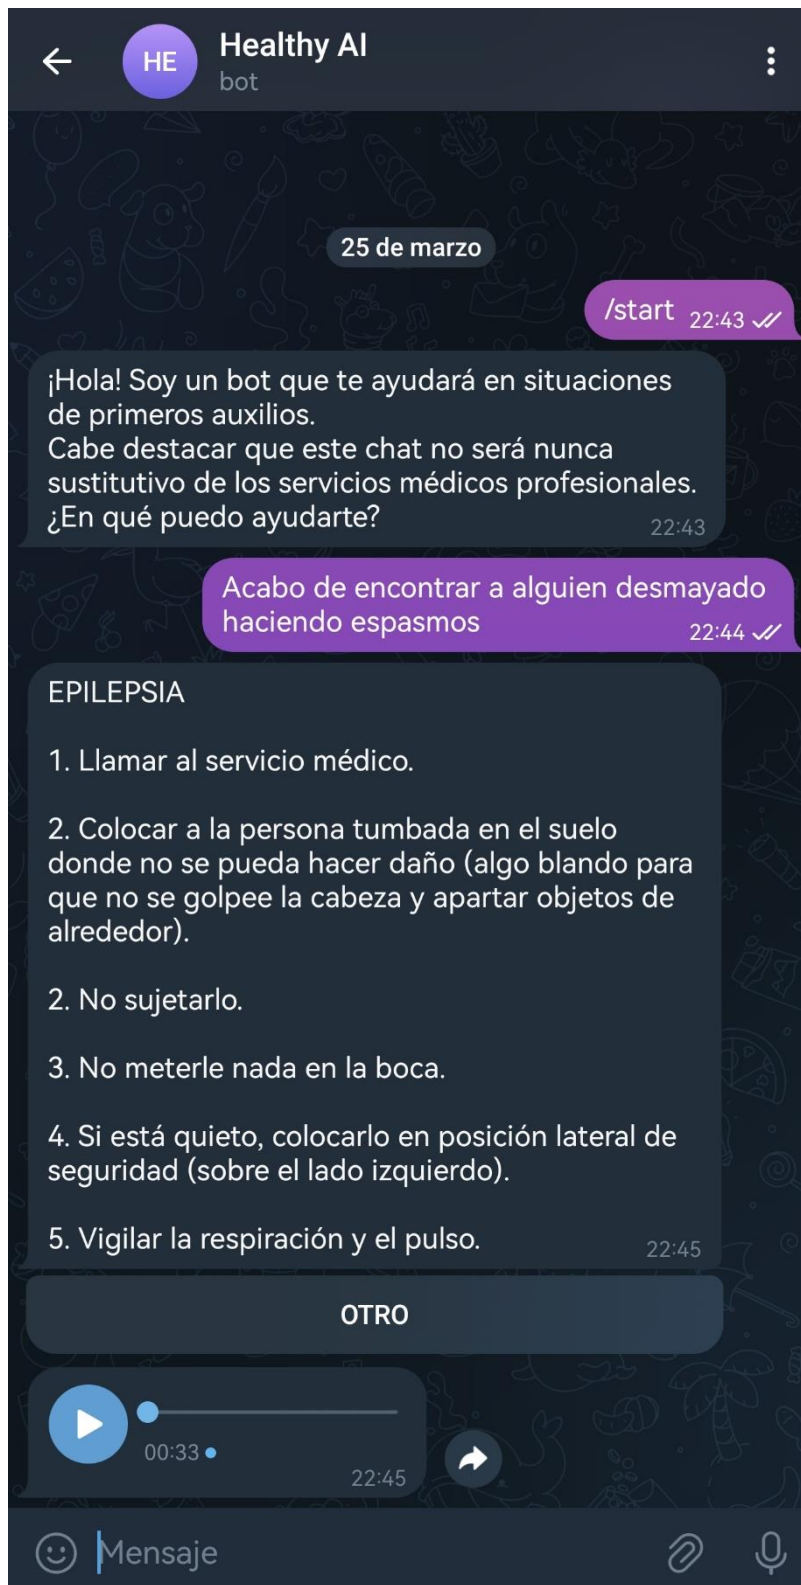 HE
Healthy AI
bot
25 de marzo
/start 22:43
¡Hola! Soy un bot que te ayudará en situaciones
de primeros auxilios.
Cabe destacar que este chat no será nunca
sustitutivo de los servicios médicos profesionales.
¿En qué puedo ayudarte?
22:43
Acabo de encontrar a alguien desmayado
haciendo espasmos
22:44
EPILEPSIA
1. Llamar al servicio médico.
2. Colocar a la persona tumbada en el suelo
donde no se pueda hacer daño (algo blando para
que no se golpee la cabeza y apartar objetos de
alrededor).
2. No sujetarlo.
3. No meterle nada en la boca.
4. Si está quieto, colocarlo en posición lateral de
seguridad (sobre el lado izquierdo).
5. Vigilar la respiración y el pulso.
22:45
OTRO
00:33
22:45
Mensaje